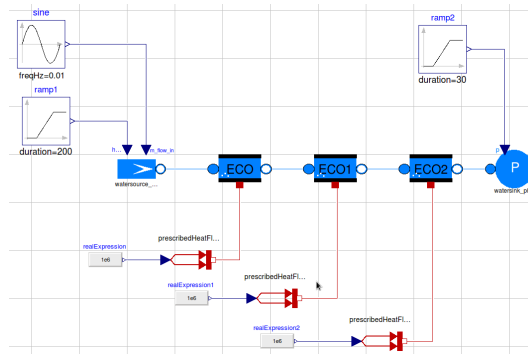 sine
ramp2
freqHz=0.01
duration=30
ramp1
duration=200
h...
m_flow_in
p
ECO
ECO1
ECO2
P
watersource_...
watersink_p
realExpression
prescribedHeatFl...
1e6
realExpression1
prescribedHeatFl...
1e6
realExpression2
prescribedHeatFl...
1e6